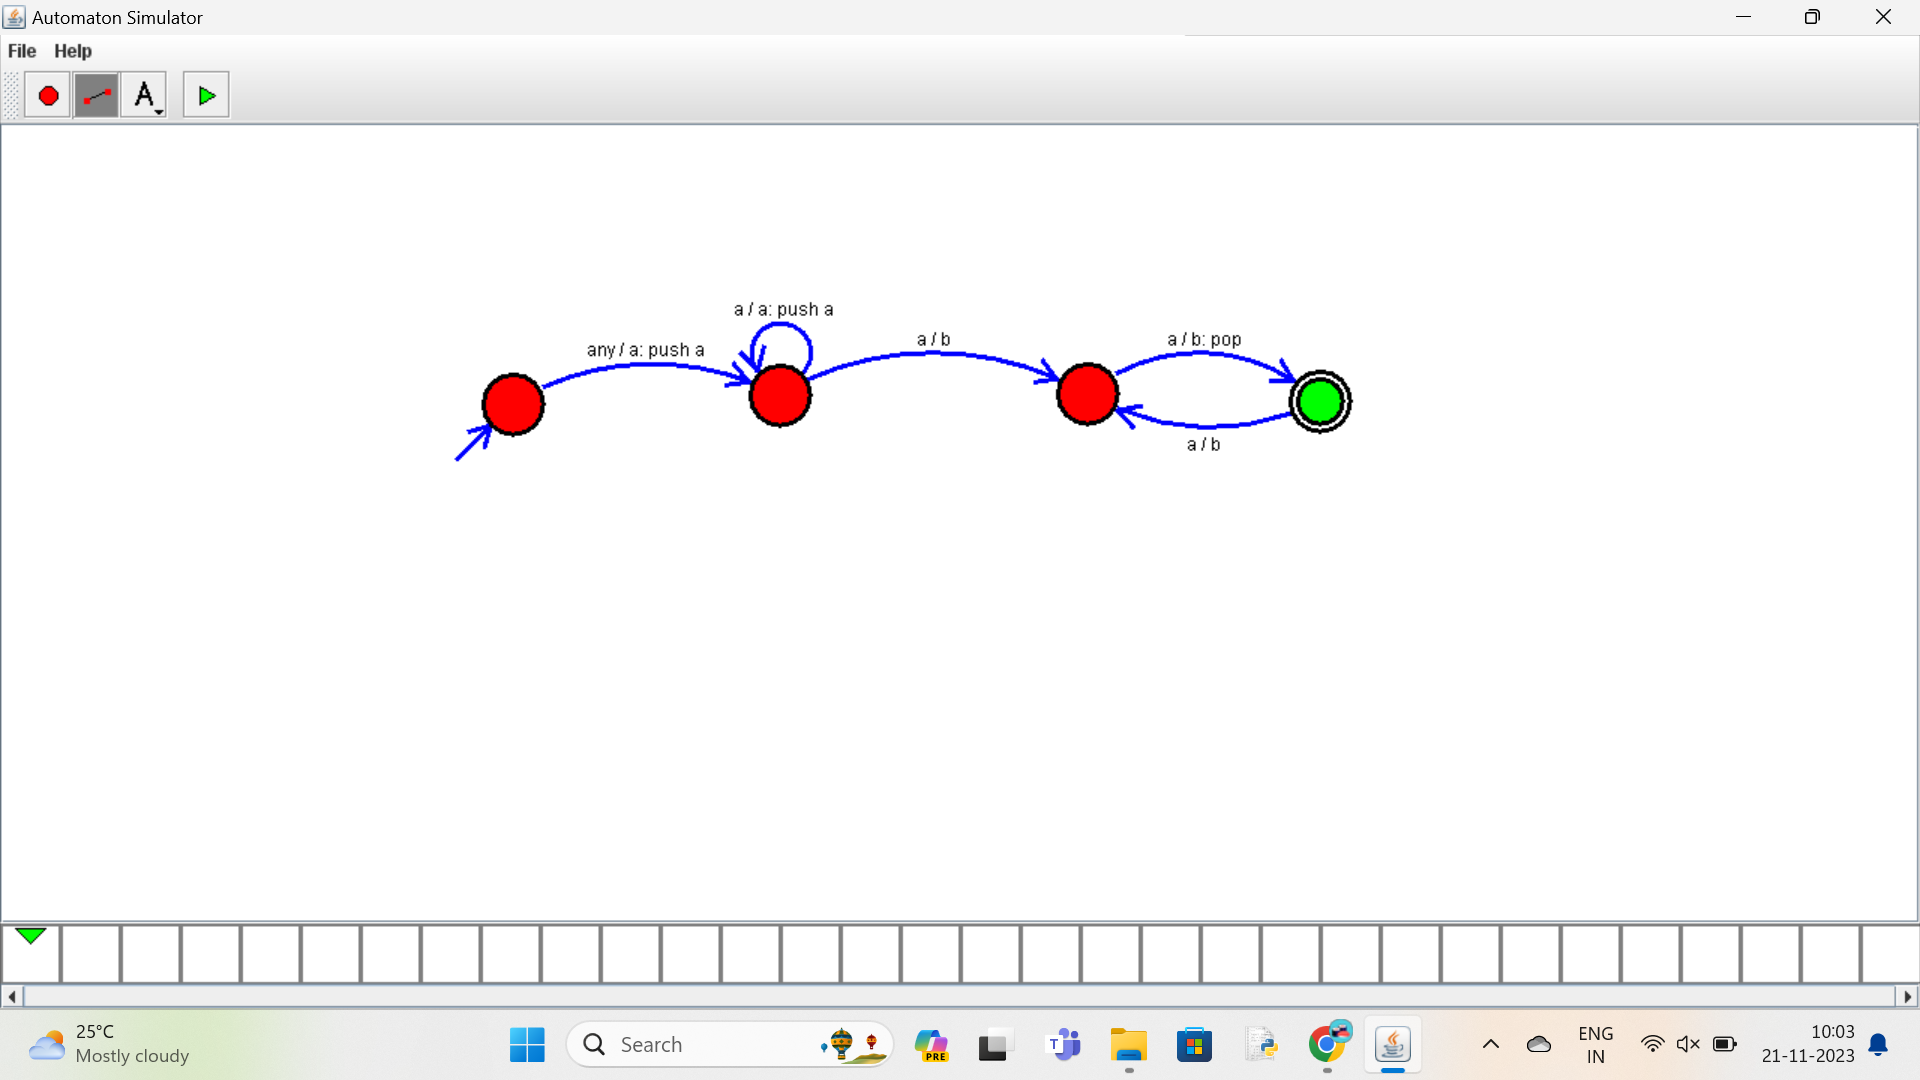 Automaton Simulator
File Help
A
a / a: push a
any / a: push a
a / b
a / b: pop
a / b
25°C
Mostly cloudy
Search
PRE
T
ENG
IN
10:03
21-11-2023